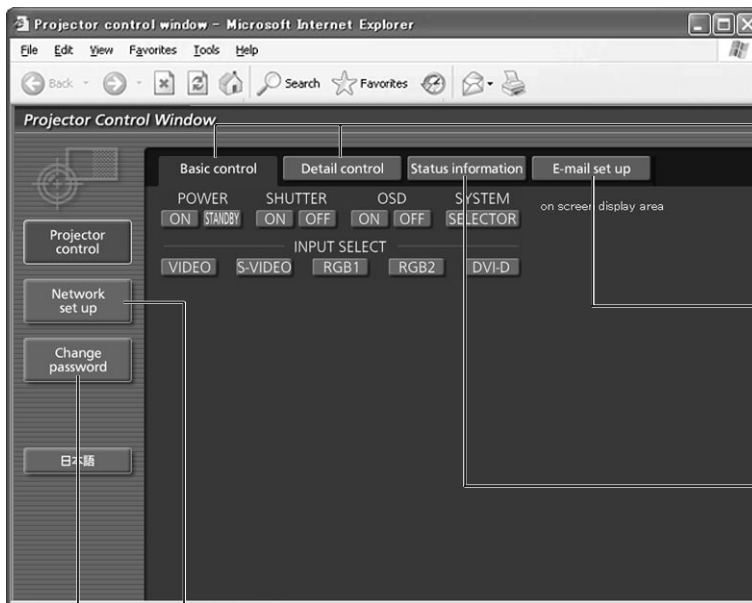 Projector control window - Microsoft Internet Explorer
File Edit View Favorites Tools Help
Back Search Favorites
Projector Control Window
Basic control Detail control Status information E-mail set up
POWER SHUTTER OSD SYSTEM
ON STANDBY ON OFF ON OFF SELECTOR
on screen display area
INPUT SELECT
VIDEO S-VIDEO RGB1 RGB2 DVI-D
Projector
control
Network
set up
Change
password
日本語